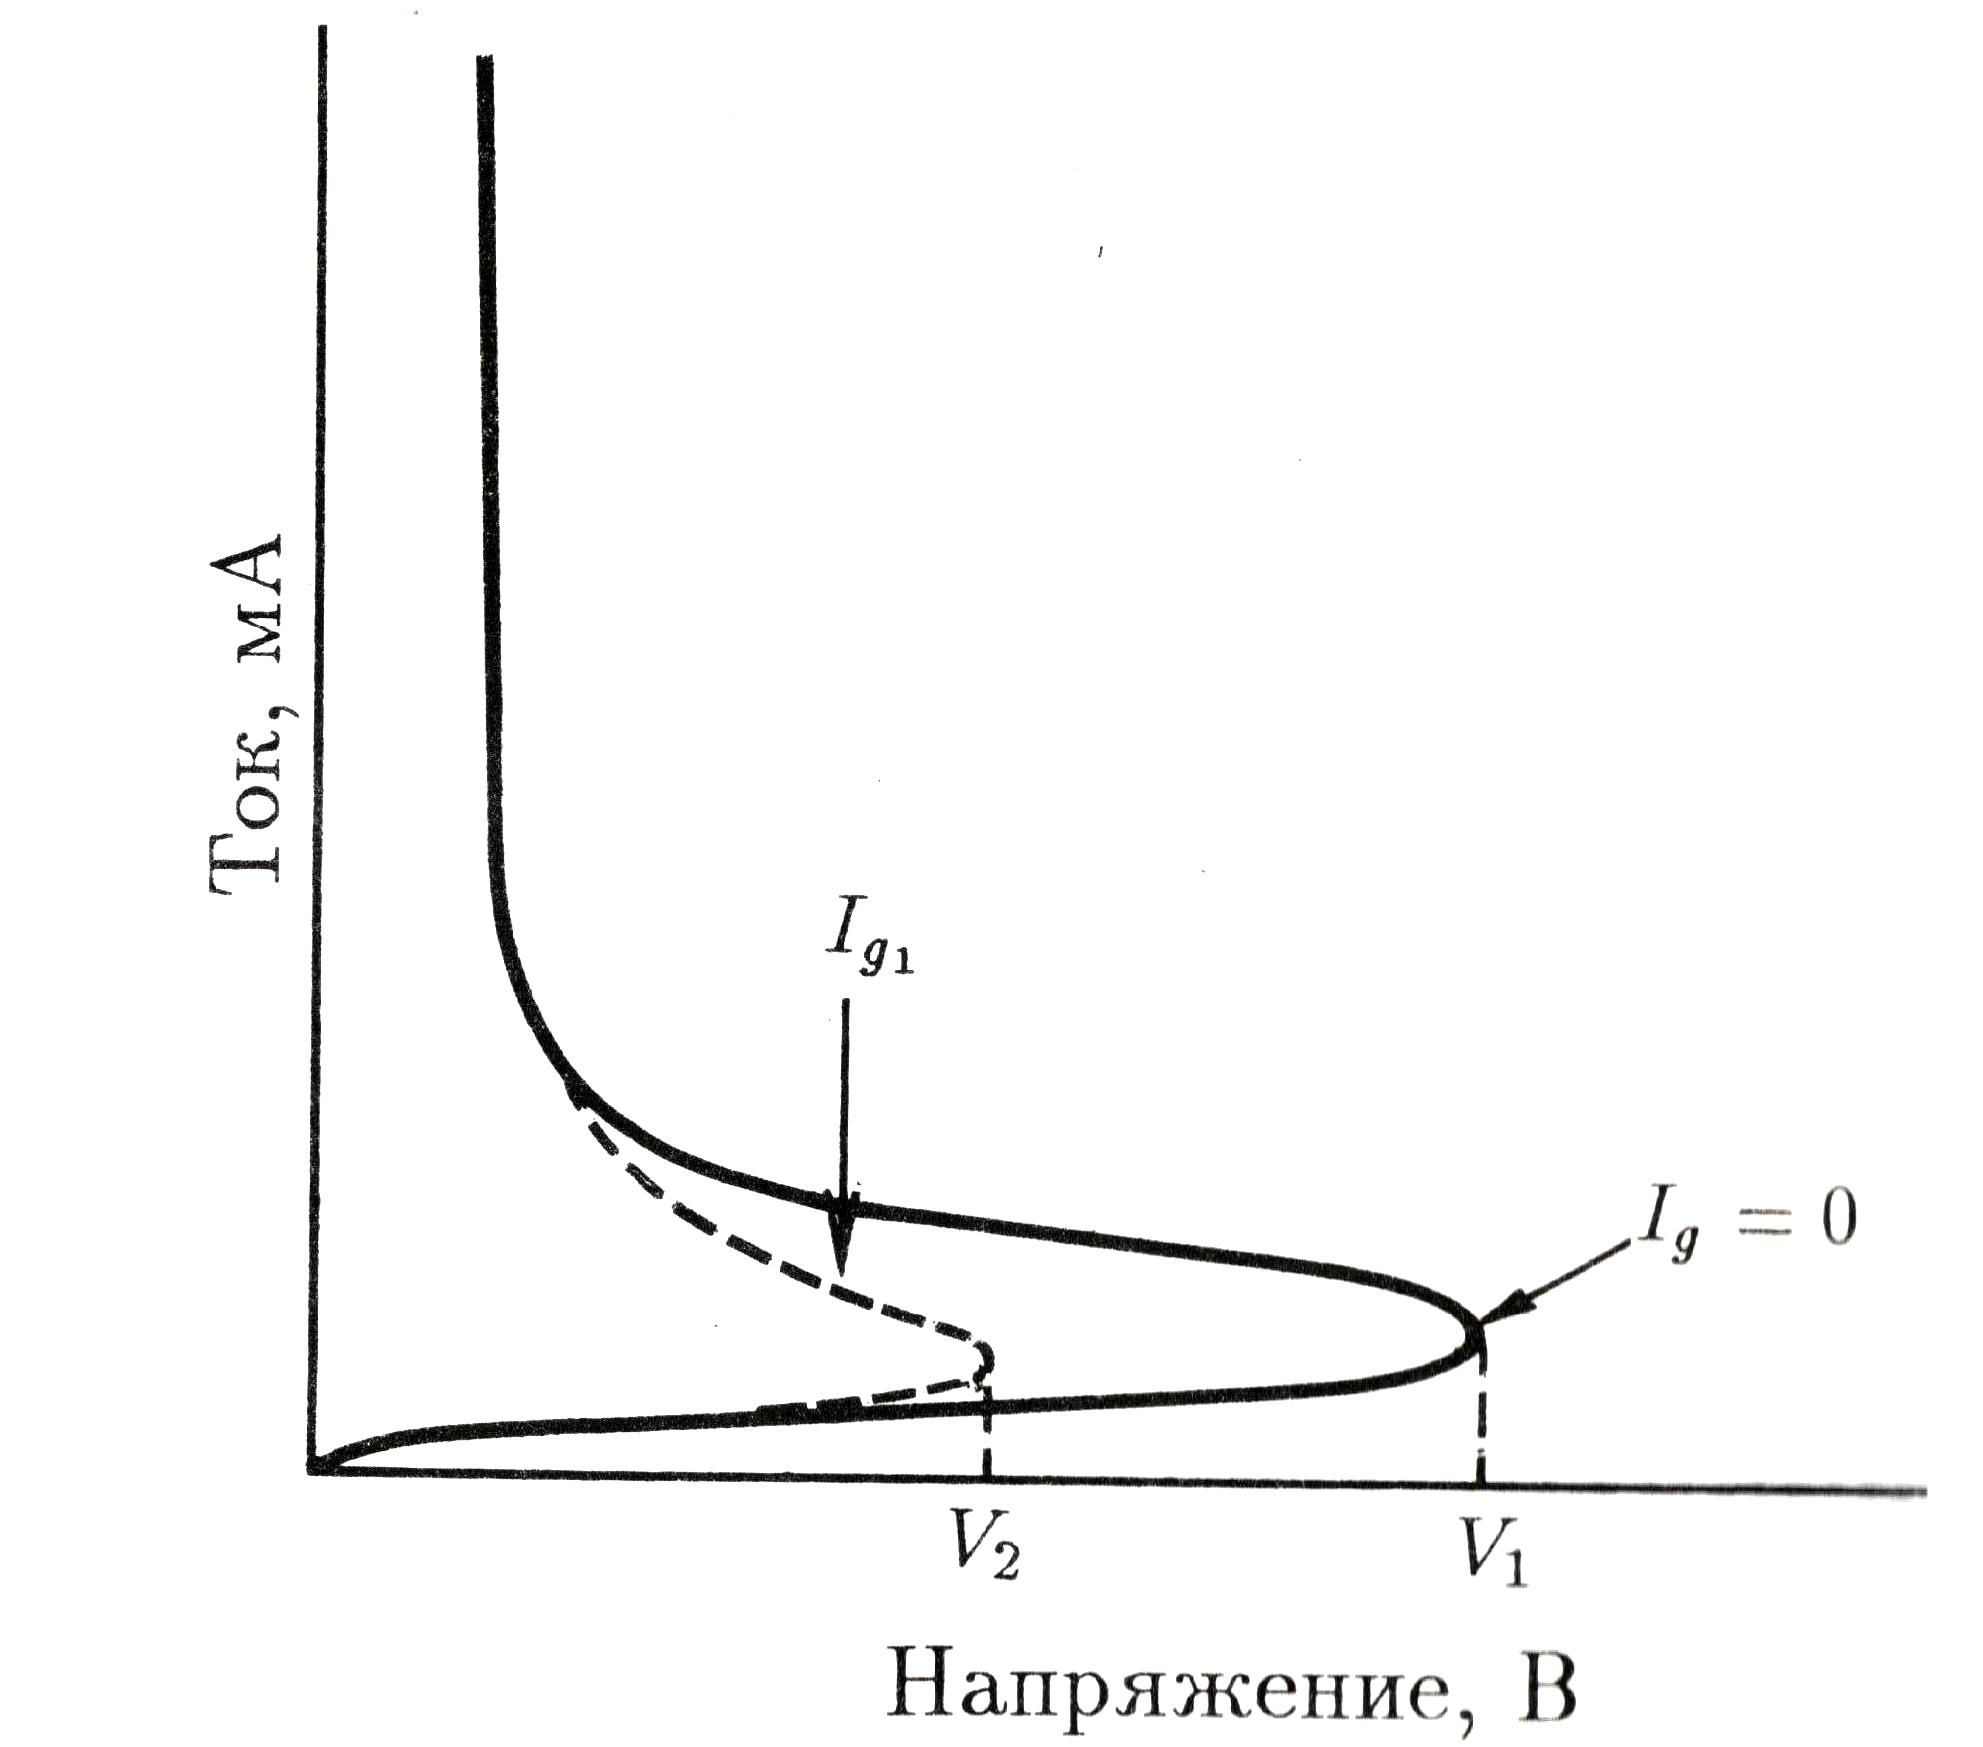 Ток, мА
I_{g_1}
I_g = 0
V_2
V_1
Напряжение, В